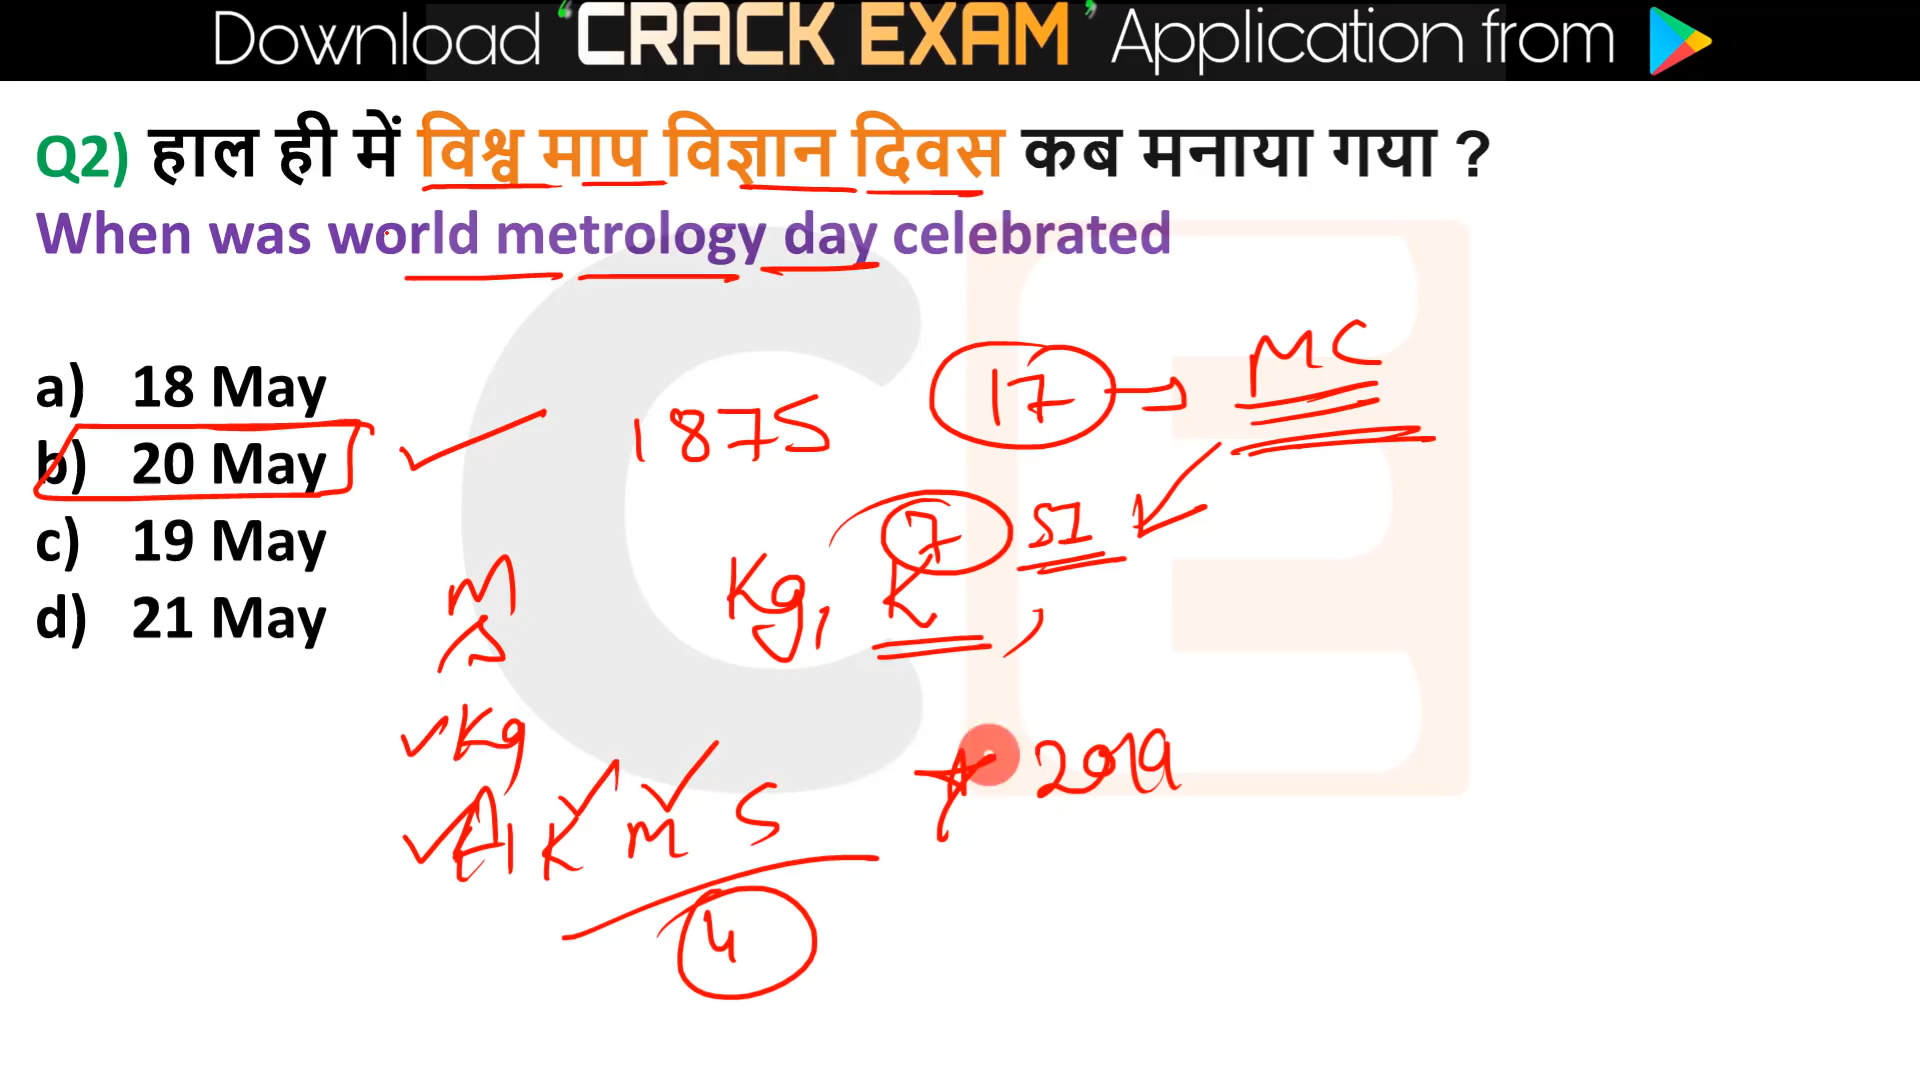 Download 'CRACK EXAM' Application from
Q2) हाल ही में विश्व माप विज्ञान दिवस कब मनाया गया ?
When was world metrology day celebrated
a) 18 May
b) 20 May
c) 19 May
d) 21 May
1875
17
MC
7 SI
Kg, K,
M
Kg
K M S
2019
4